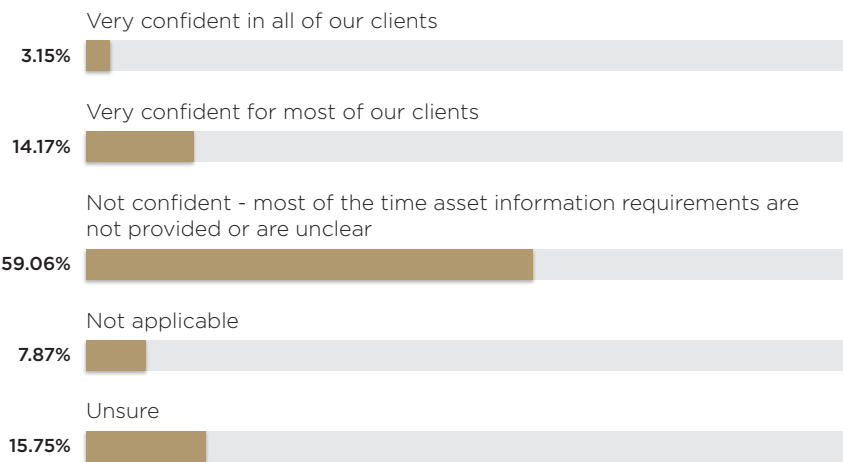 Very confident in all of our clients
3.15%
Very confident for most of our clients
14.17%
Not confident - most of the time asset information requirements are
not provided or are unclear
59.06%
Not applicable
7.87%
Unsure
15.75%